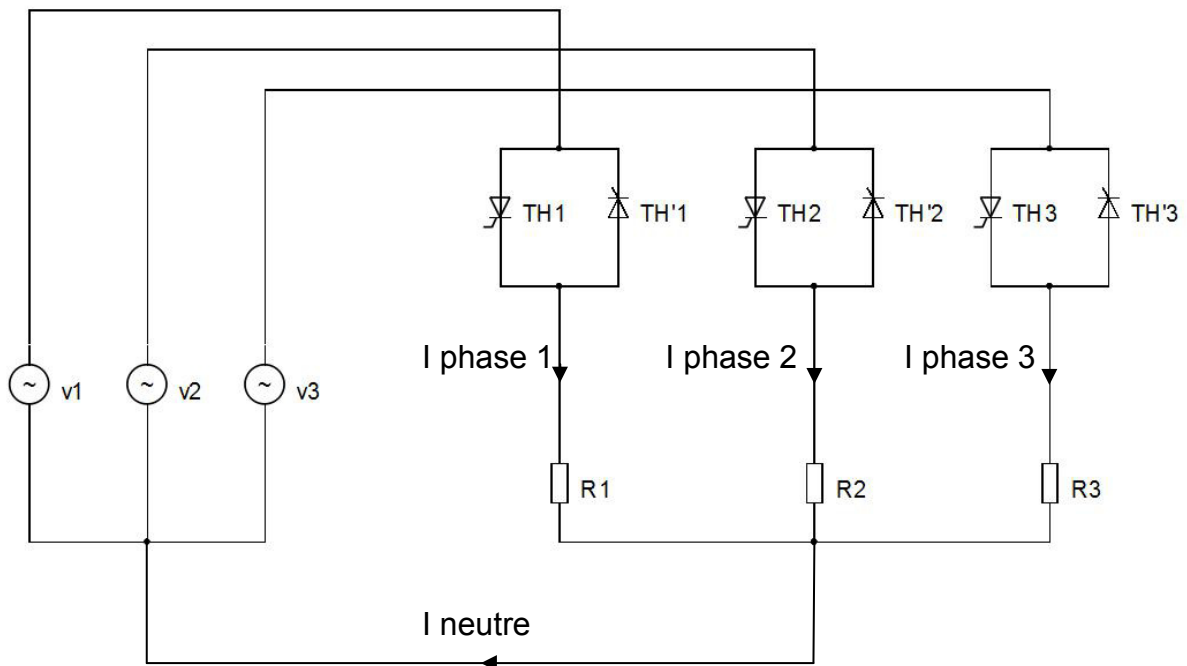 TH1 TH'1 TH2 TH'2 TH3 TH'3
I phase 1 I phase 2 I phase 3
~ v1 ~ v2 ~ v3
R1 R2 R3
I neutre